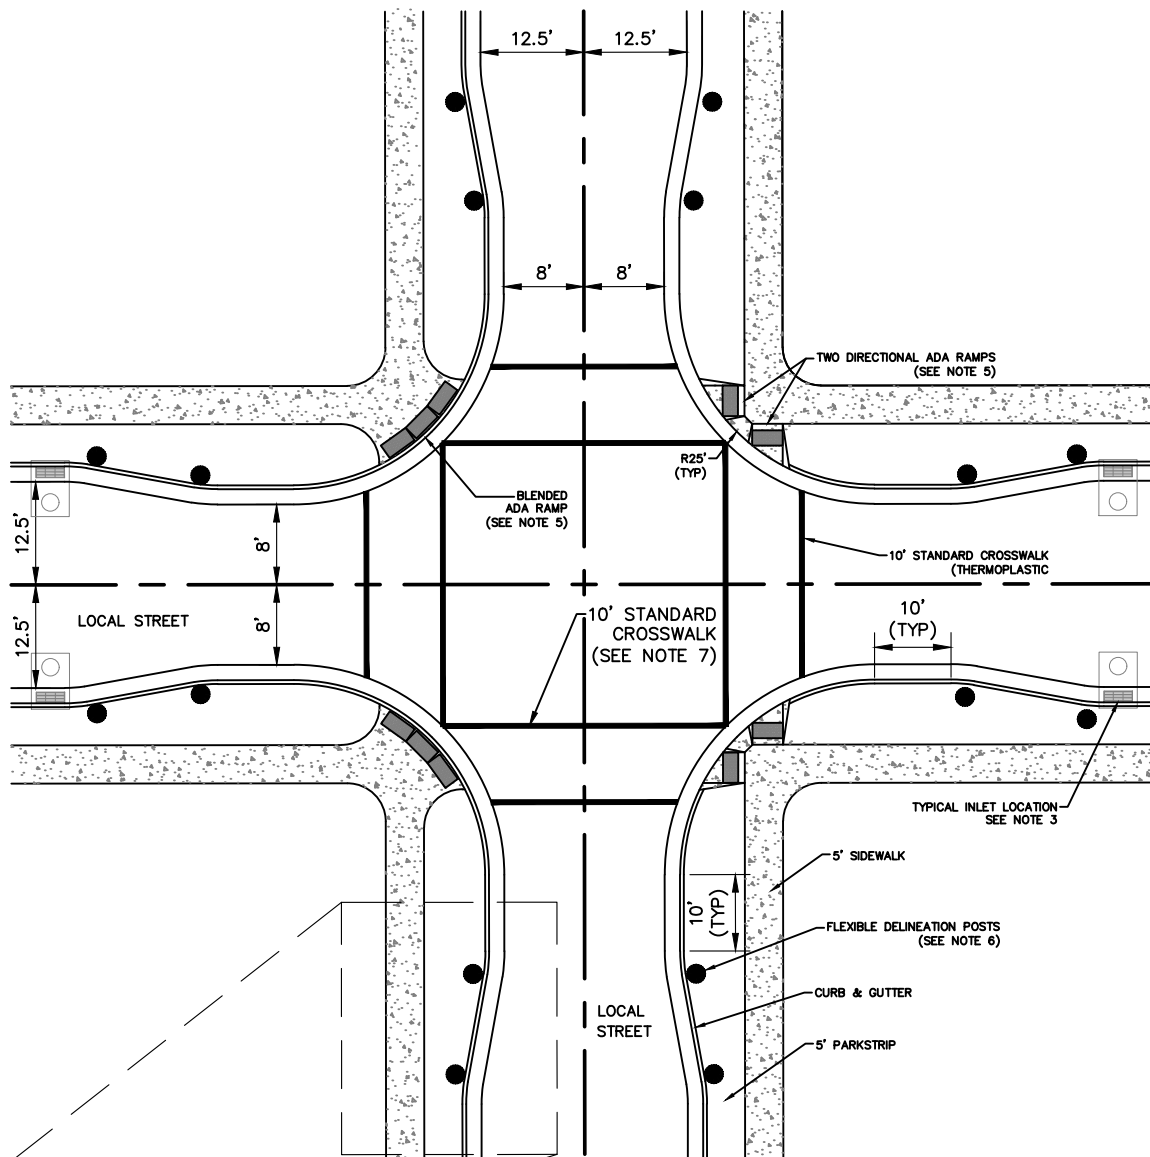 12.5'
12.5'
8'
8'
TWO DIRECTIONAL ADA RAMPS
(SEE NOTE 5)
R25'
(TYP)
BLENDED
ADA RAMP
(SEE NOTE 5)
12.5'
8'
10' STANDARD CROSSWALK
(THERMOPLASTIC
LOCAL STREET
12.5'
8'
10' STANDARD
CROSSWALK
(SEE NOTE 7)
10'
(TYP)
TYPICAL INLET LOCATION
SEE NOTE 3
5' SIDEWALK
10'
(TYP)
FLEXIBLE DELINEATION POSTS
(SEE NOTE 6)
CURB & GUTTER
LOCAL
STREET
5' PARKSTRIP